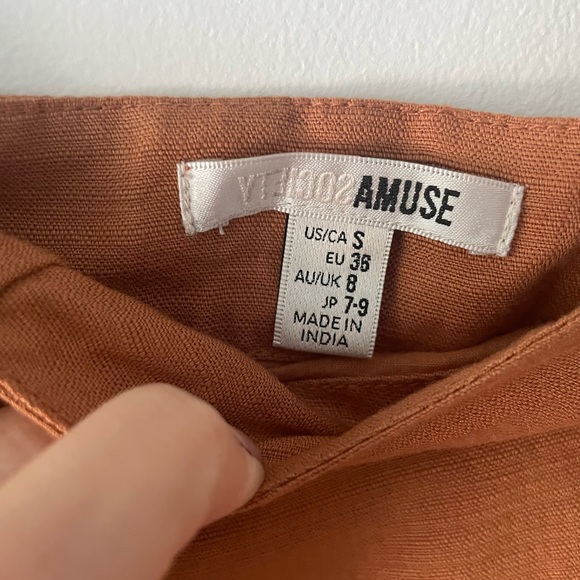 SOCIETY AMUSE
US/CA S
EU 36
AU/UK 8
JP 7-9
MADE IN
INDIA